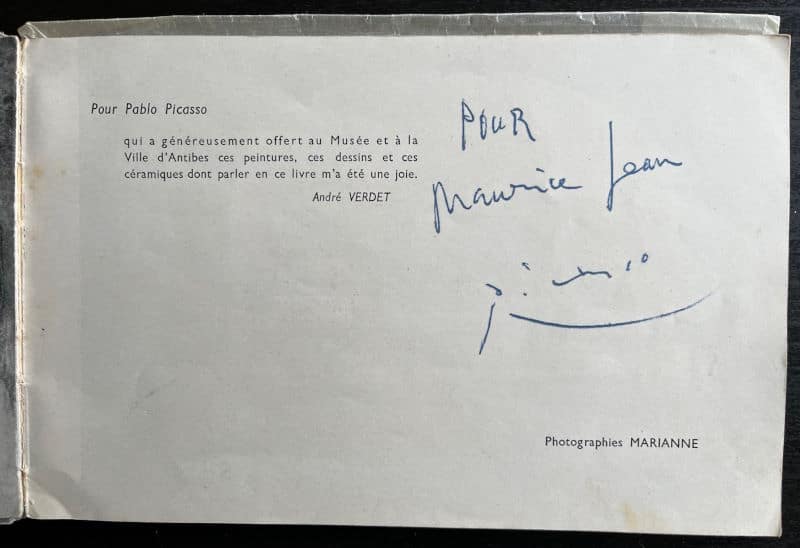 Pour Pablo Picasso
qui a généreusement offert au Musée et à la
Ville d'Antibes ces peintures, ces dessins et ces
céramiques dont parler en ce livre m'a été une joie.
André VERDET
POUR
Maurice Jean
Picasso
Photographies MARIANNE